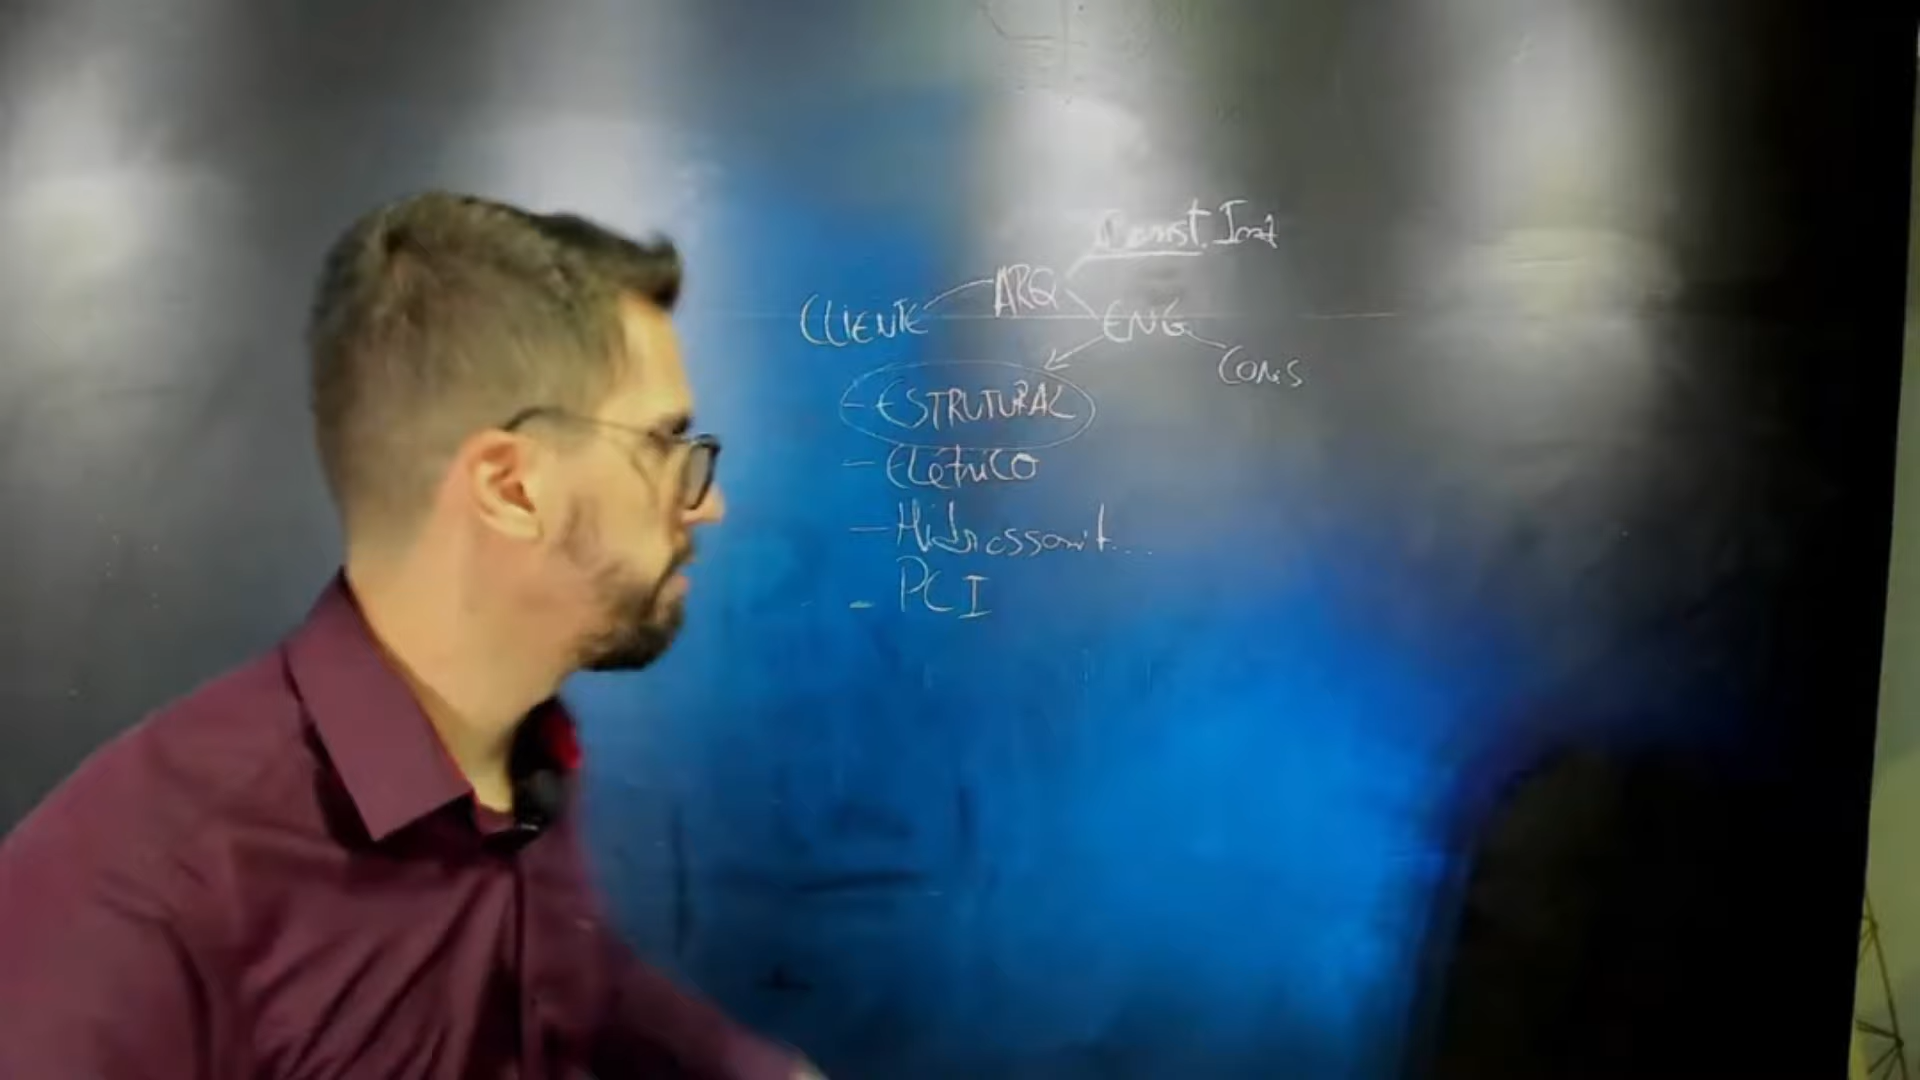 Const. Int
ARQ
CLIENTE
ENG.
CONS
- ESTRUTURAL
- Elétrico
- Hidrossanit...
- PCI